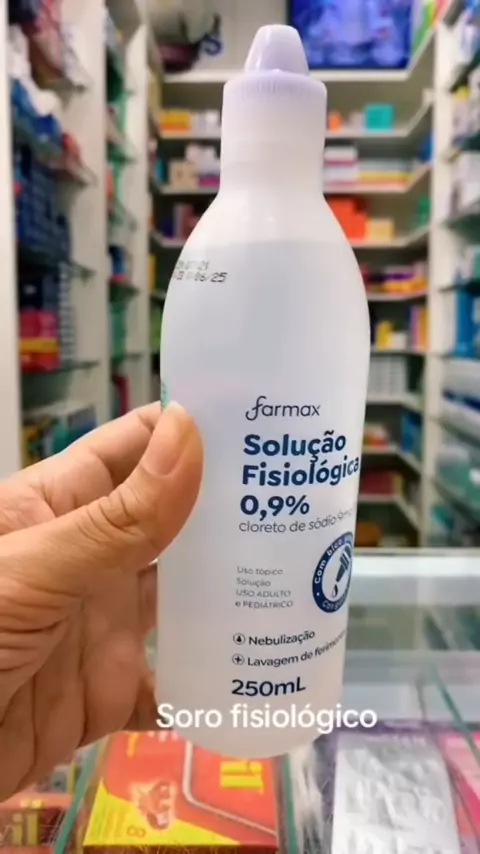 farmax
Solução
Fisiológica
0,9%
cloreto de sódio
Uso tópico
Solução
USO ADULTO
e PEDIÁTRICO
Com bico
Nebulização
Lavagem de
250mL
Soro fisiológico